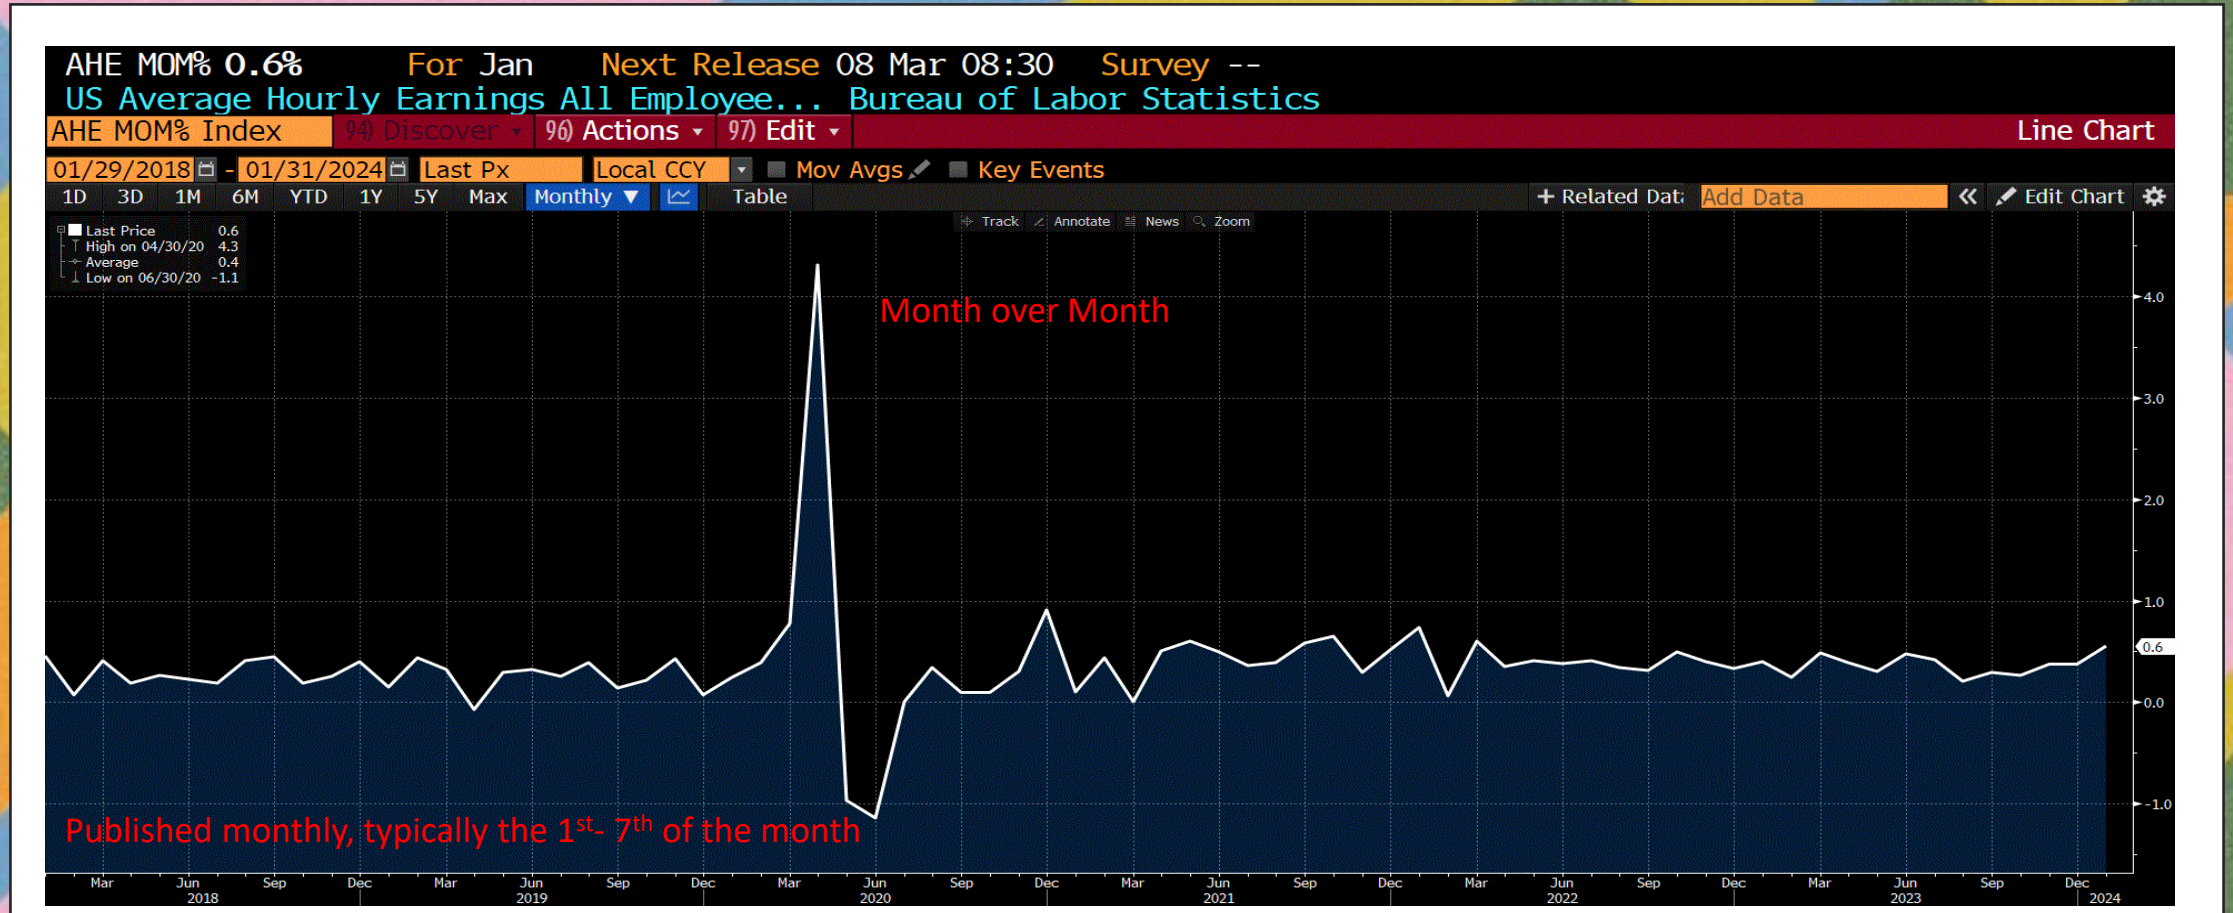 AHE MOM% 0.6% For Jan Next Release 08 Mar 08:30 Survey --
US Average Hourly Earnings All Employee... Bureau of Labor Statistics
AHE MOM% Index 94) Discover 96) Actions 97) Edit Line Chart
01/29/2018 - 01/31/2024 Last Px Local CCY Mov Avgs Key Events
1D 3D 1M 6M YTD 1Y 5Y Max Monthly ▼ Table + Related Dat Add Data « Edit Chart
Track Annotate News Zoom
Last Price 0.6
High on 04/30/20 4.3
Average 0.4
Low on 06/30/20 -1.1
Month over Month
4.0
3.0
2.0
1.0
0.6
0.0
-1.0
Published monthly, typically the 1st- 7th of the month
Mar Jun Sep Dec Mar Jun Sep Dec Mar Jun Sep Dec Mar Jun Sep Dec Mar Jun Sep Dec Mar Jun Sep Dec
2018 2019 2020 2021 2022 2023 2024